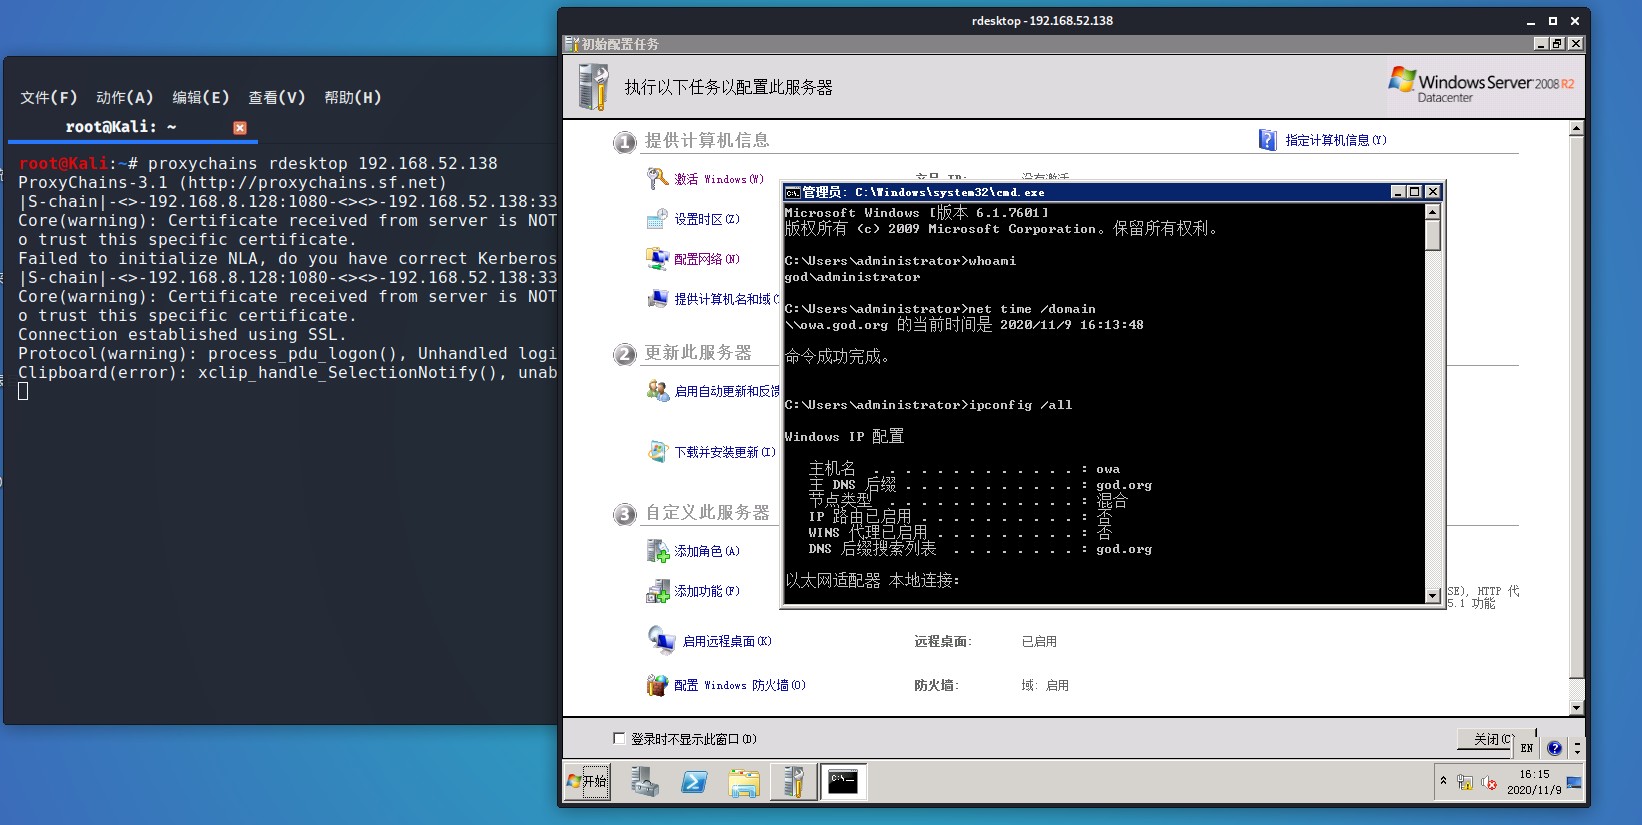 文件(F) 动作(A) 编辑(E) 查看(V) 帮助(H)
root@Kali: ~
root@Kali:~# proxychains rdesktop 192.168.52.138
ProxyChains-3.1 (http://proxychains.sf.net)
|S-chain|-<>-192.168.8.128:1080-<><>-192.168.52.138:33
Core(warning): Certificate received from server is NOT
o trust this specific certificate.
Failed to initialize NLA, do you have correct Kerberos
|S-chain|-<>-192.168.8.128:1080-<><>-192.168.52.138:33
Core(warning): Certificate received from server is NOT
o trust this specific certificate.
Connection established using SSL.
Protocol(warning): process_pdu_logon(), Unhandled logi
Clipboard(error): xclip_handle_SelectionNotify(), unab
rdesktop - 192.168.52.138
初始配置任务
执行以下任务以配置此服务器
Windows Server 2008 R2
Datacenter
1 提供计算机信息
指定计算机信息(Y)
激活 Windows(W)
产品 ID: 没有激活
设置时区(Z)
配置网络(N)
提供计算机名和域(
2 更新此服务器
启用自动更新和反馈
下载并安装更新(I)
3 自定义此服务器
添加角色(A)
添加功能(F)
SE), HTTP 代
5.1 功能
启用远程桌面(K) 远程桌面: 已启用
配置 Windows 防火墙(O) 防火墙: 域: 启用
管理员: C:\Windows\system32\cmd.exe
Microsoft Windows [版本 6.1.7601]
版权所有 (c) 2009 Microsoft Corporation。保留所有权利。
C:\Users\administrator>whoami
god\administrator
C:\Users\administrator>net time /domain
\\owa.god.org 的当前时间是 2020/11/9 16:13:48
命令成功完成。
C:\Users\administrator>ipconfig /all
Windows IP 配置
主机名 . . . . . . . . . . . . . : owa
主 DNS 后缀 . . . . . . . . . . . : god.org
节点类型 . . . . . . . . . . . . : 混合
IP 路由已启用 . . . . . . . . . . : 否
WINS 代理已启用 . . . . . . . . . : 否
DNS 后缀搜索列表 . . . . . . . . : god.org
以太网适配器 本地连接:
登录时不显示此窗口(D)
关闭(C)
EN
开始
16:15
2020/11/9